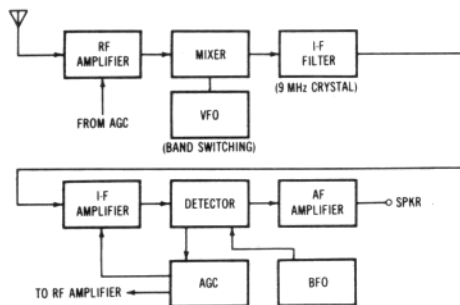 RF
AMPLIFIER
MIXER
I-F
FILTER
(9 MHz CRYSTAL)
FROM AGC
VFO
(BAND SWITCHING)
I-F
AMPLIFIER
DETECTOR
AF
AMPLIFIER
SPKR
AGC
BFO
TO RF AMPLIFIER